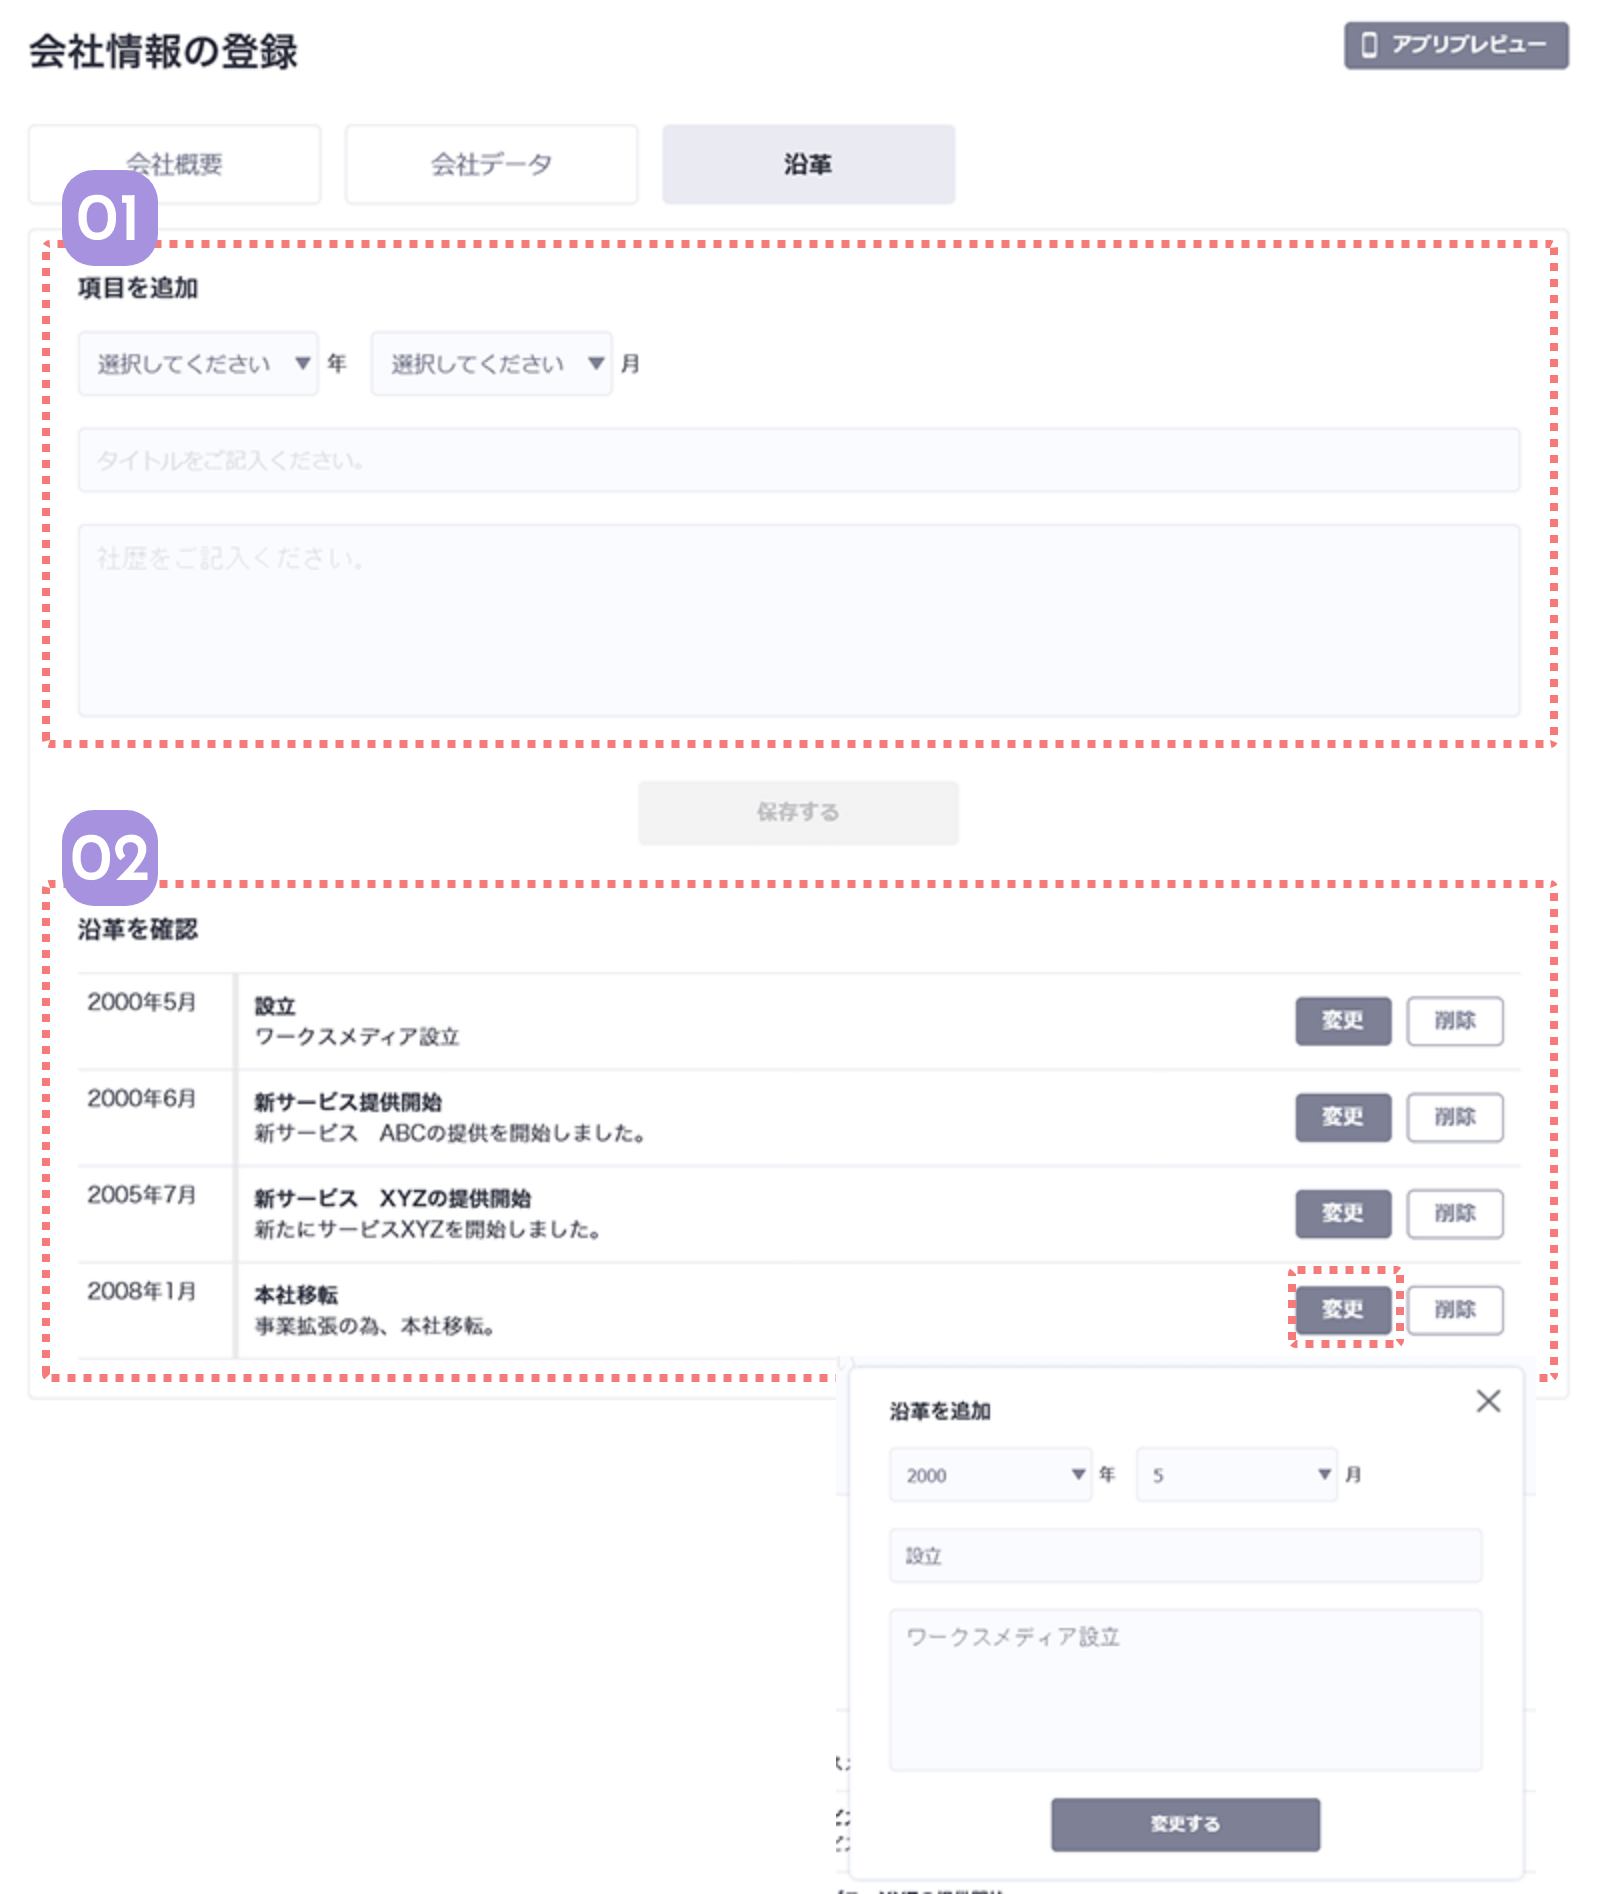 会社情報の登録
アプリプレビュー
会社概要
会社データ
沿革
01
項目を追加
選択してください 年 選択してください 月
タイトルをご記入ください。
社歴をご記入ください。
保存する
02
沿革を確認
2000年5月
設立
ワークスメディア設立
変更 削除
2000年6月
新サービス提供開始
新サービス　ABCの提供を開始しました。
変更 削除
2005年7月
新サービス　XYZの提供開始
新たにサービスXYZを開始しました。
変更 削除
2008年1月
本社移転
事業拡張の為、本社移転。
変更 削除
沿革を追加
2000 年 5 月
設立
ワークスメディア設立
変更する